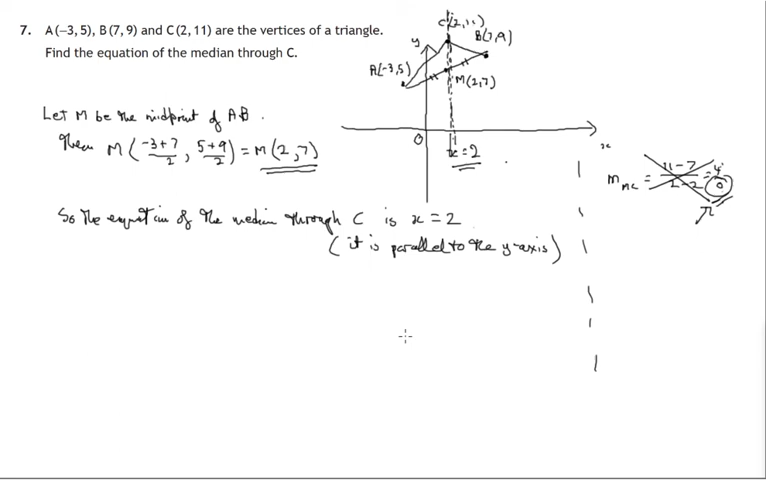 7. A(−3, 5), B(7, 9) and C(2, 11) are the vertices of a triangle.
Find the equation of the median through C.
C(2,11)
B(7,9)
y
A(-3,5)
M(2,7)
Let M be the midpoint of AB.
Then M(-3+7/2, 5+9/2) = M(2,7)
O
x
x=2
m_MC = 11-7/2-2 = 4/0
So the equation of the median through C is x = 2
(it is parallel to the y-axis)